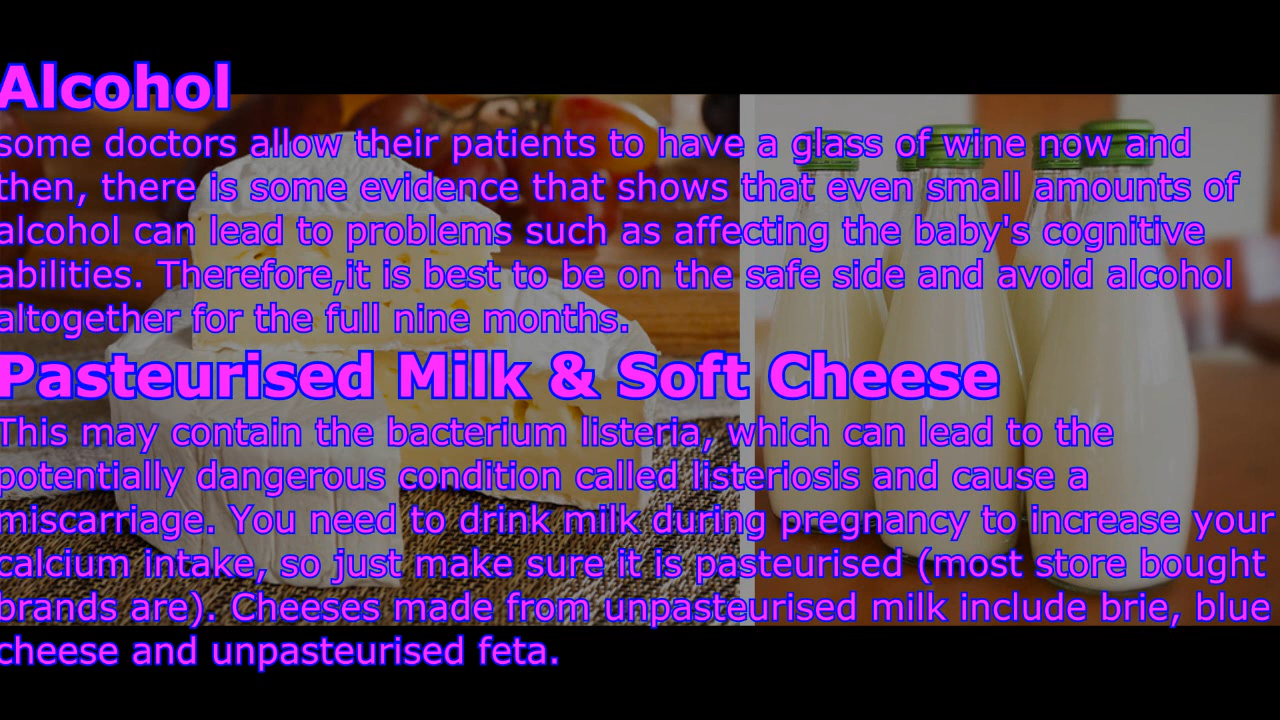 Alcohol
some doctors allow their patients to have a glass of wine now and
then, there is some evidence that shows that even small amounts of
alcohol can lead to problems such as affecting the baby's cognitive
abilities. Therefore,it is best to be on the safe side and avoid alcohol
altogether for the full nine months.
Pasteurised Milk & Soft Cheese
This may contain the bacterium listeria, which can lead to the
potentially dangerous condition called listeriosis and cause a
miscarriage. You need to drink milk during pregnancy to increase your
calcium intake, so just make sure it is pasteurised (most store bought
brands are). Cheeses made from unpasteurised milk include brie, blue
cheese and unpasteurised feta.